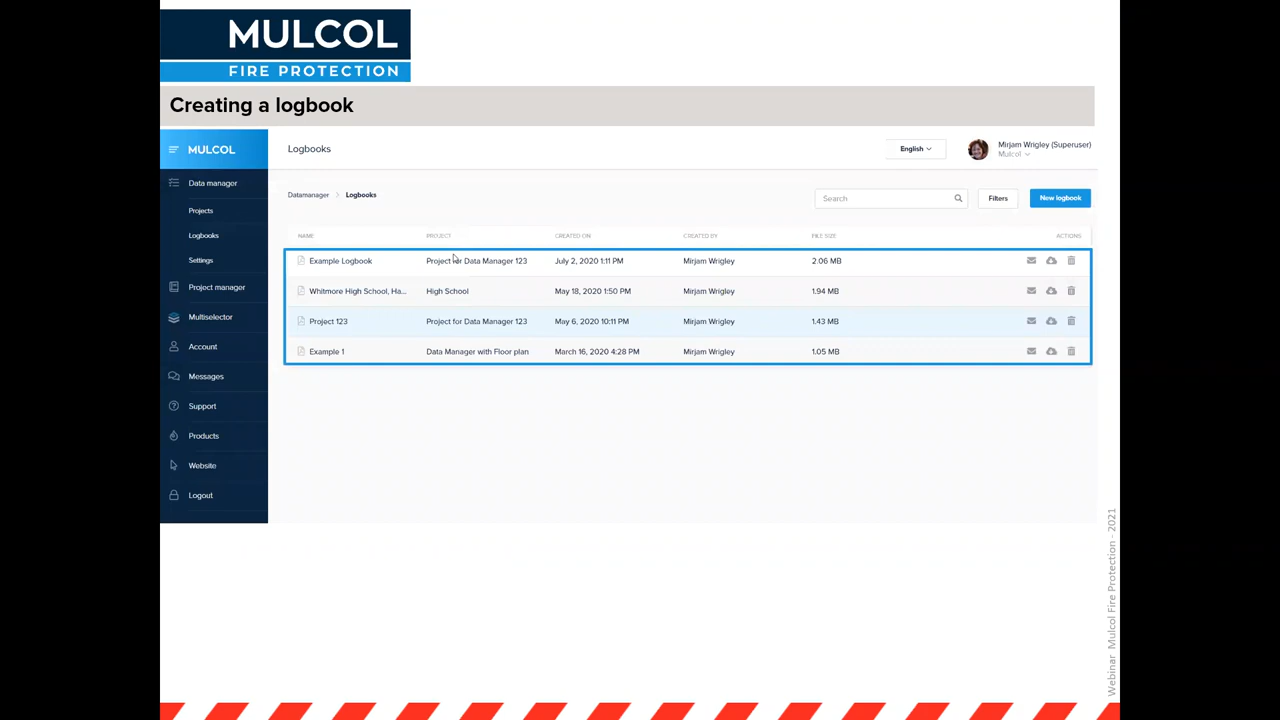 MULCOL
FIRE PROTECTION
Creating a logbook
MULCOL
Logbooks
English
Mirjam Wrigley (Superuser)
Mulcol
Data manager
Projects
Logbooks
Settings
Project manager
Multiselector
Account
Messages
Support
Products
Website
Logout
Datamanager > Logbooks
Search
Filters
New logbook
NAME PROJECT CREATED ON CREATED BY FILE SIZE ACTIONS
Example Logbook Project for Data Manager 123 July 2, 2020 1:11 PM Mirjam Wrigley 2.06 MB
Whitmore High School, Ha... High School May 18, 2020 1:50 PM Mirjam Wrigley 1.94 MB
Project 123 Project for Data Manager 123 May 6, 2020 10:11 PM Mirjam Wrigley 1.43 MB
Example 1 Data Manager with Floor plan March 16, 2020 4:28 PM Mirjam Wrigley 1.05 MB
Webinar Mulcol Fire Protection - 2021